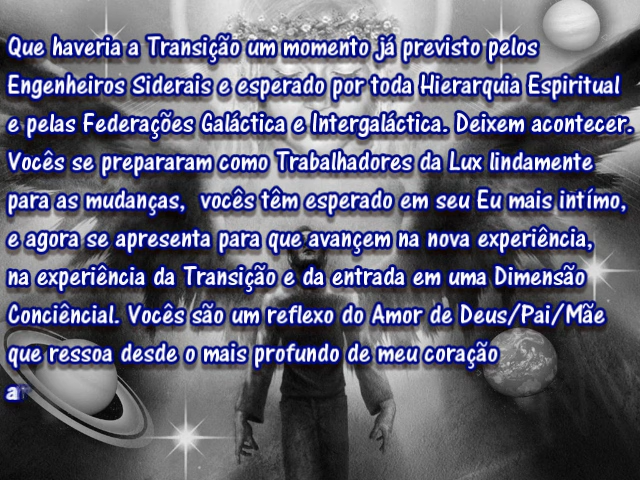 Que haveria a Transição um momento já previsto pelos
Engenheiros Siderais e esperado por toda Hierarquia Espiritual
e pelas Federações Galáctica e Intergaláctica. Deixem acontecer.
Vocês se prepararam como Trabalhadores da Lux lindamente
para as mudanças, vocês têm esperado em seu Eu mais intímo,
e agora se apresenta para que avançem na nova experiência,
na experiência da Transição e da entrada em uma Dimensão
Conciêncial. Vocês são um reflexo do Amor de Deus/Pai/Mãe
que ressoa desde o mais profundo de meu coração